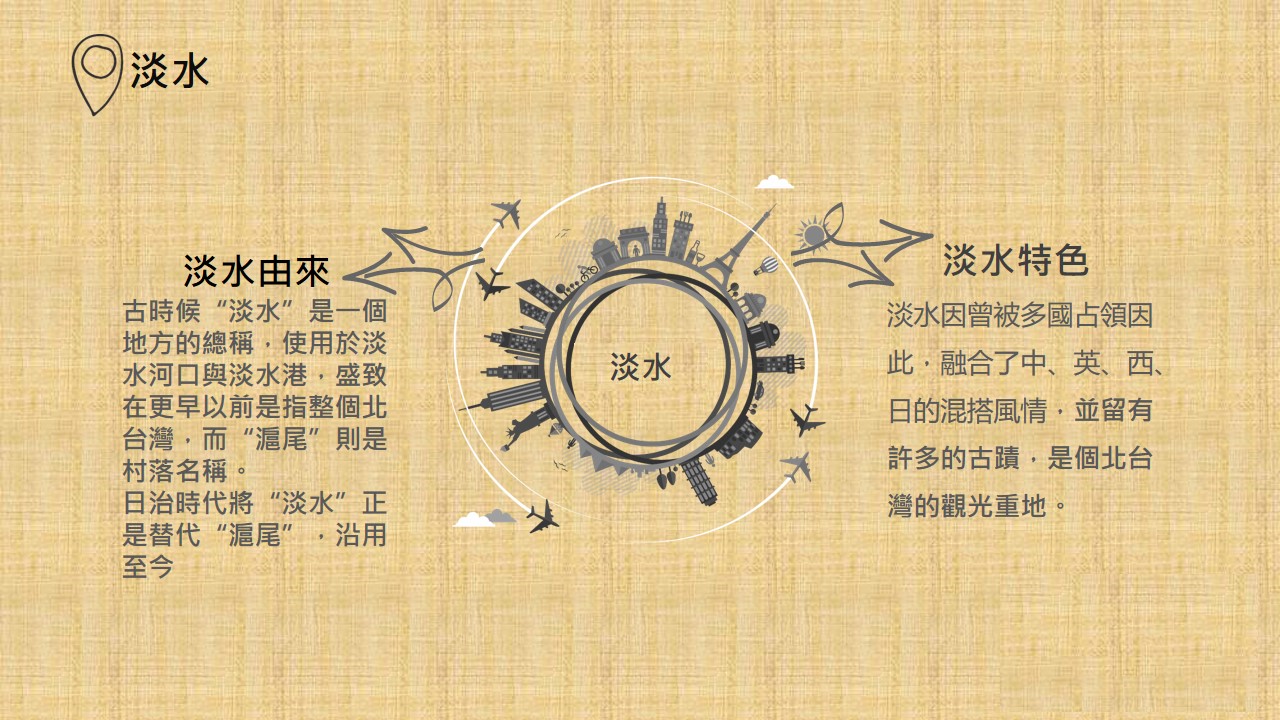 淡水
淡水由來
古時候“淡水”是一個
地方的總稱，使用於淡
水河口與淡水港，盛致
在更早以前是指整個北
台灣，而“滬尾”則是
村落名稱。
日治時代將“淡水”正
是替代“滬尾”，沿用
至今
淡水
淡水特色
淡水因曾被多國占領因
此，融合了中、英、西、
日的混搭風情，並留有
許多的古蹟，是個北台
灣的觀光重地。